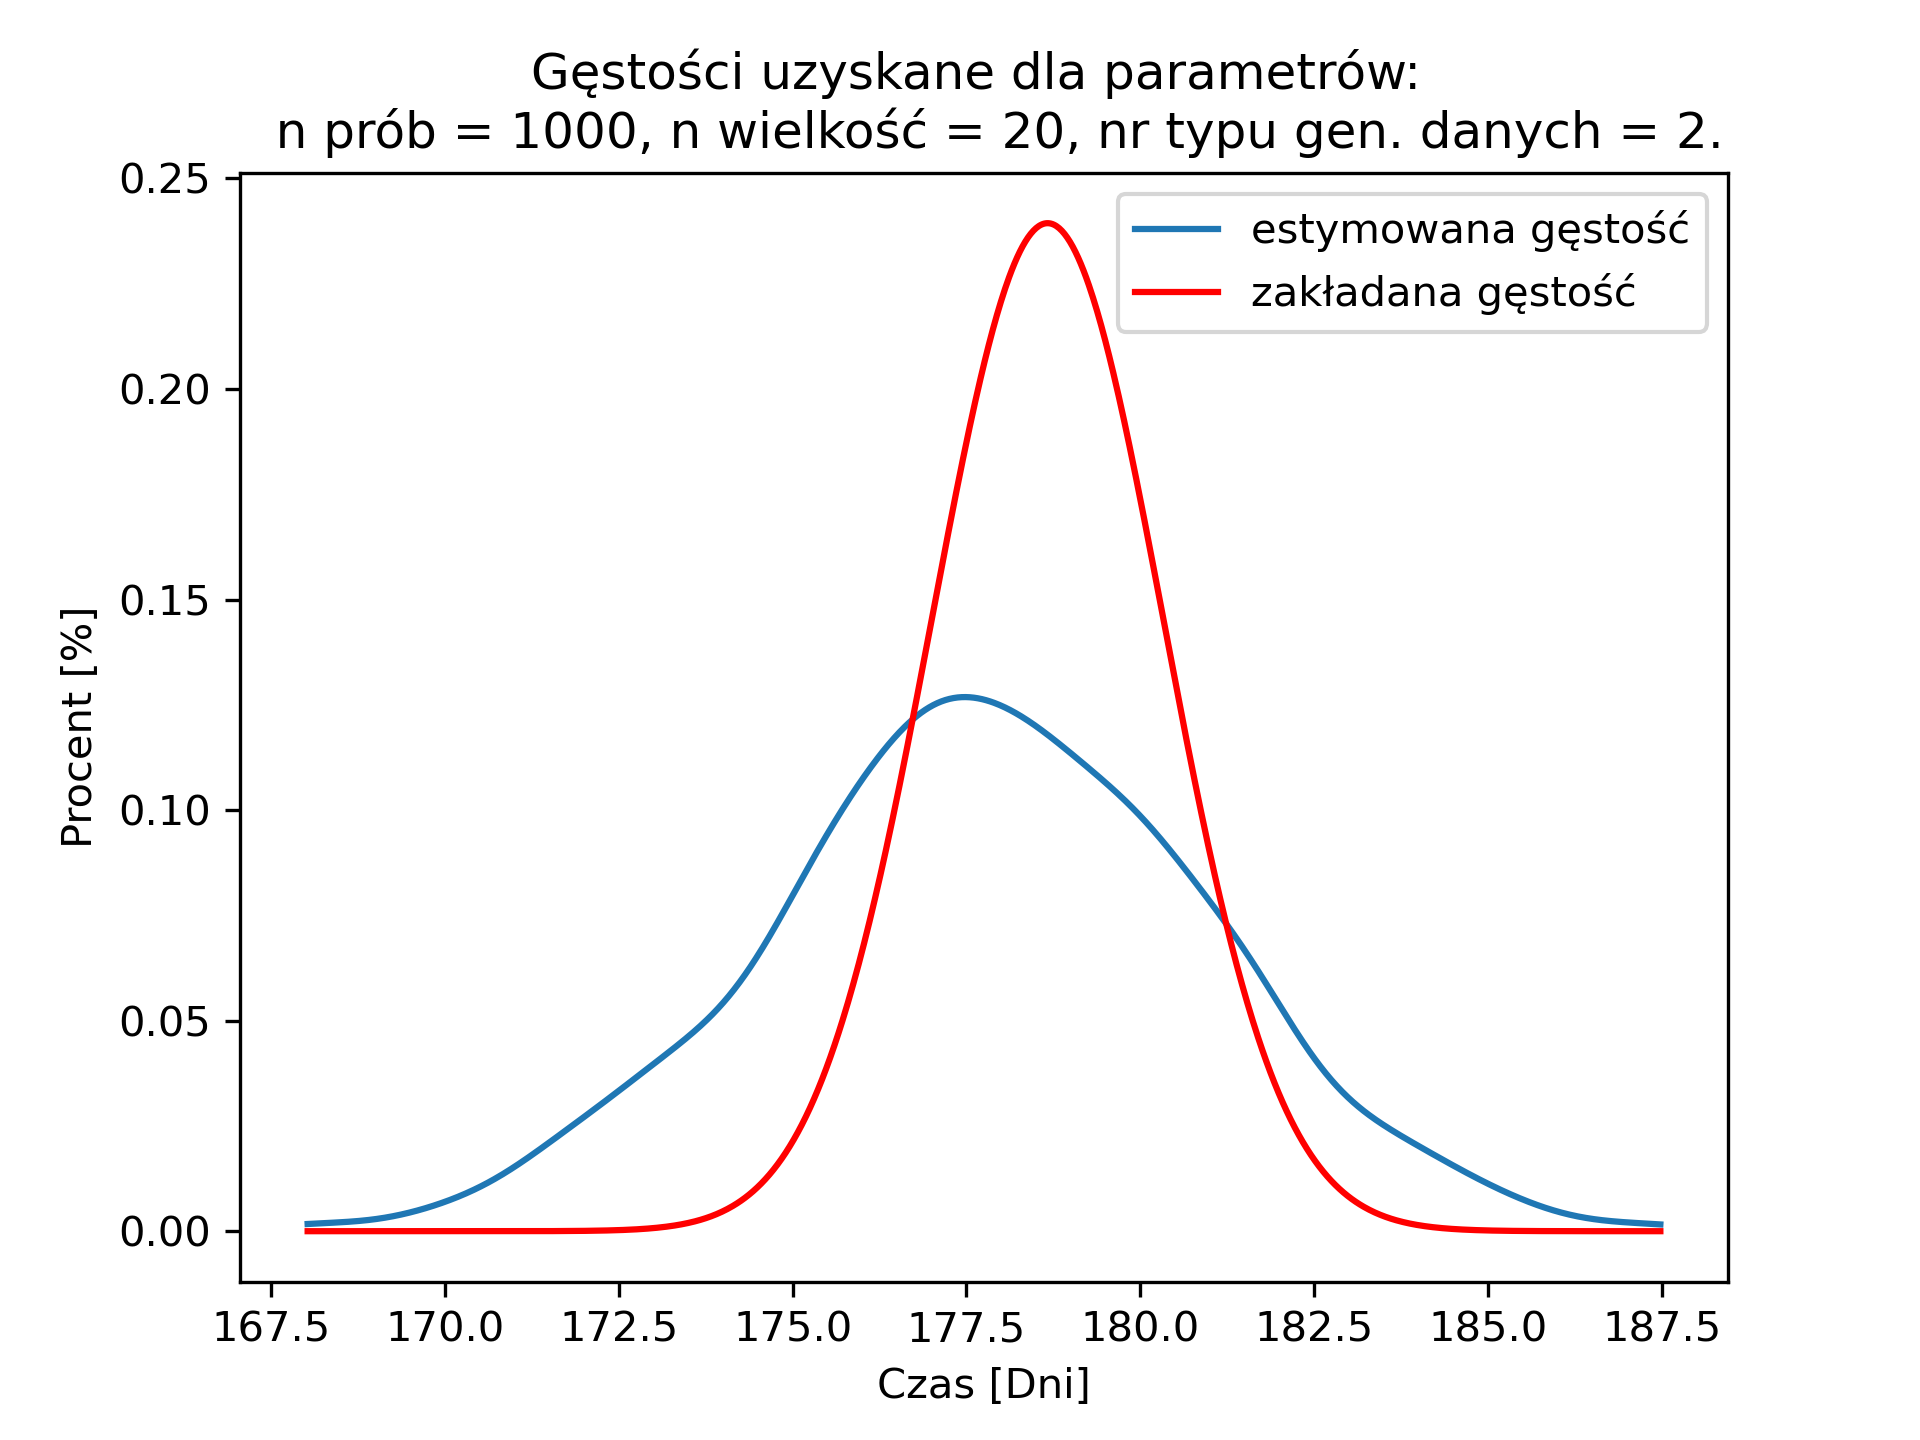 Gęstości uzyskane dla parametrów:
n prób = 1000, n wielkość = 20, nr typu gen. danych = 2.
estymowana gęstość
zakładana gęstość
0.25
0.20
0.15
0.10
0.05
0.00
Procent [%]
167.5 170.0 172.5 175.0 177.5 180.0 182.5 185.0 187.5
Czas [Dni]